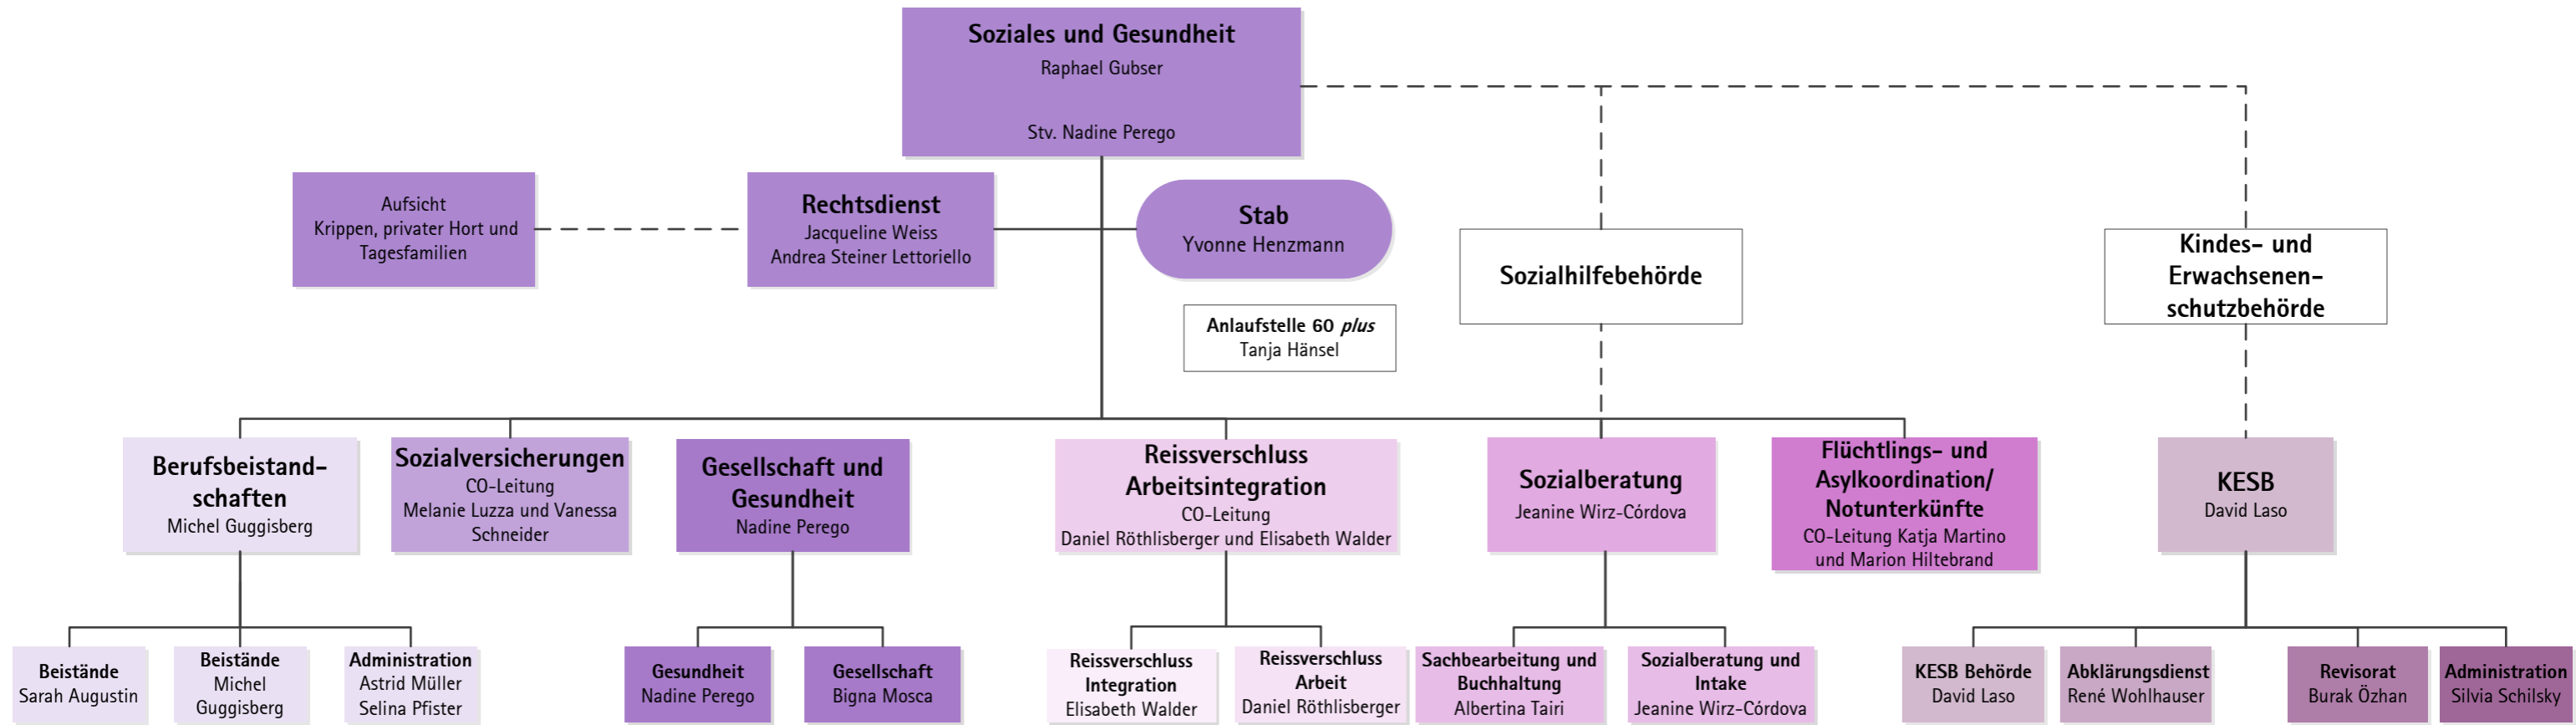 Soziales und Gesundheit
Raphael Gubser
Stv. Nadine Perego
Aufsicht
Krippen, privater Hort und
Tagesfamilien
Rechtsdienst
Jacqueline Weiss
Andrea Steiner Lettoriello
Stab
Yvonne Henzmann
Anlaufstelle 60 plus
Tanja Hänsel
Sozialhilfebehörde
Kindes- und
Erwachsenen-
schutzbehörde
Berufsbeistand-
schaften
Michel Guggisberg
Sozialversicherungen
CO-Leitung
Melanie Luzza und Vanessa
Schneider
Gesellschaft und
Gesundheit
Nadine Perego
Reissverschluss
Arbeitsintegration
CO-Leitung
Daniel Röthlisberger und Elisabeth Walder
Sozialberatung
Jeanine Wirz-Córdova
Flüchtlings- und
Asylkoordination/
Notunterkünfte
CO-Leitung Katja Martino
und Marion Hiltebrand
KESB
David Laso
Beistände
Sarah Augustin
Beistände
Michel
Guggisberg
Administration
Astrid Müller
Selina Pfister
Gesundheit
Nadine Perego
Gesellschaft
Bigna Mosca
Reissverschluss
Integration
Elisabeth Walder
Reissverschluss
Arbeit
Daniel Röthlisberger
Sachbearbeitung und
Buchhaltung
Albertina Tairi
Sozialberatung und
Intake
Jeanine Wirz-Córdova
KESB Behörde
David Laso
Abklärungsdienst
René Wohlhauser
Revisorat
Burak Özhan
Administration
Silvia Schilsky